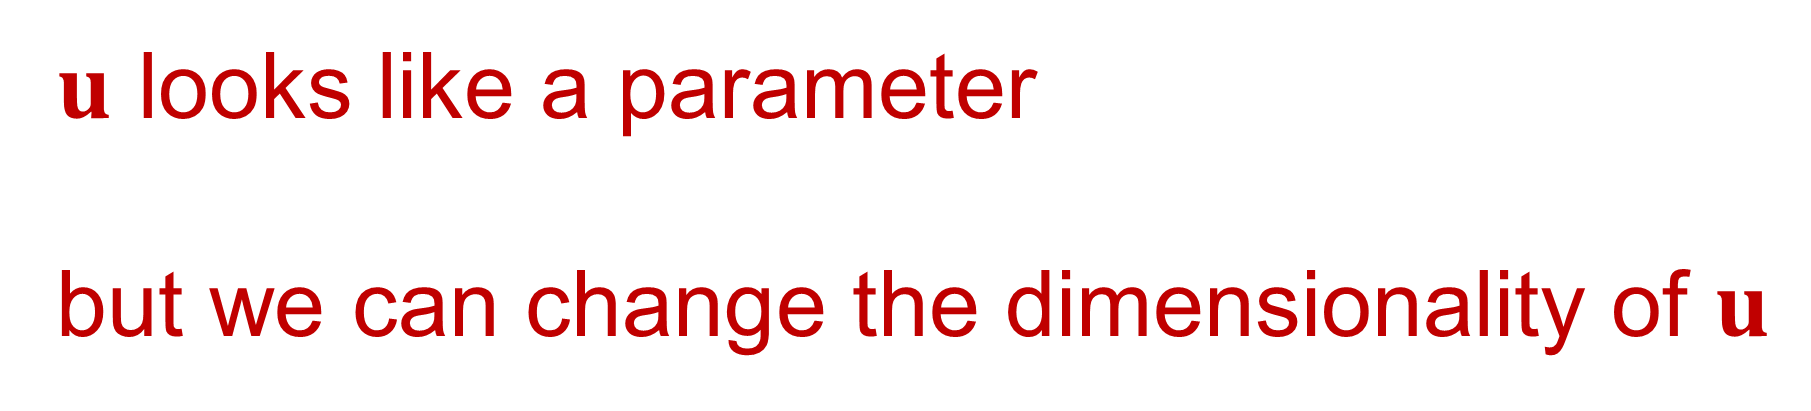 u looks like a parameter
but we can change the dimensionality of u